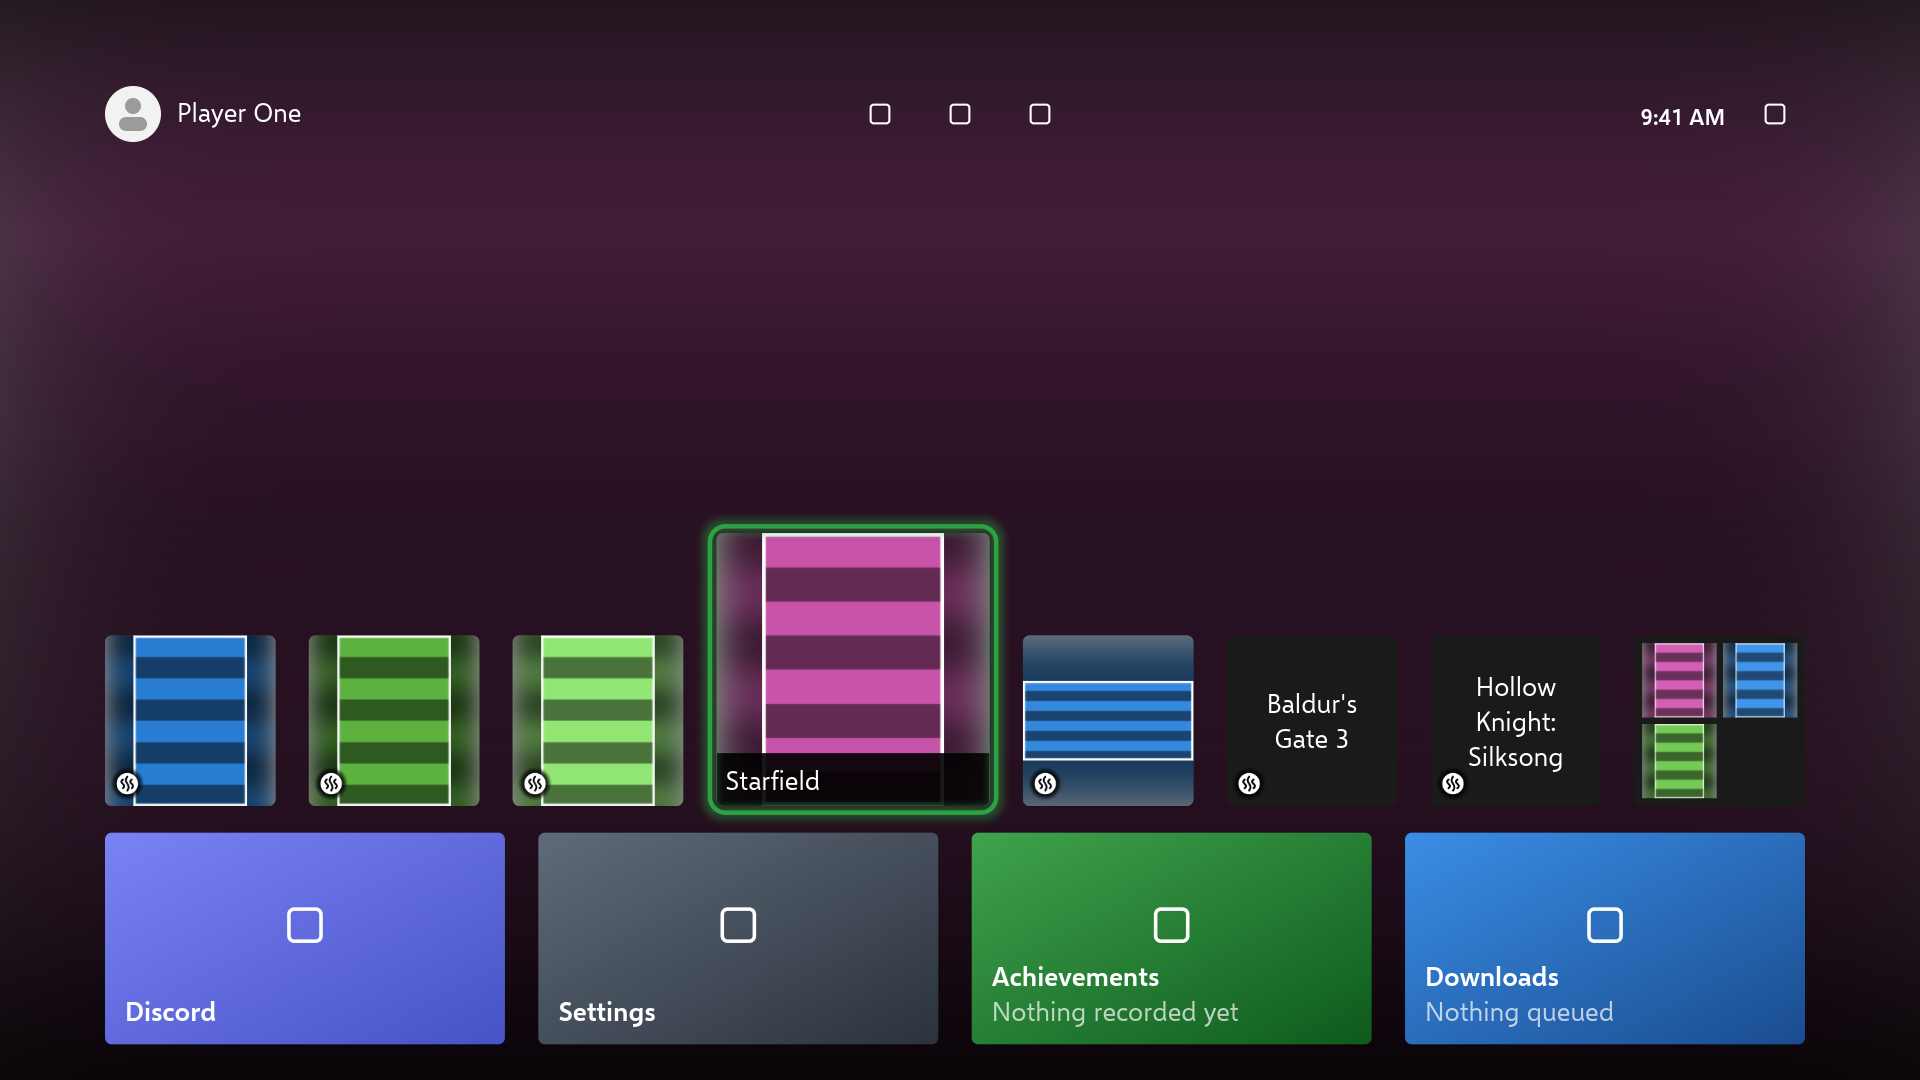 Player One
9:41 AM
Starfield
Baldur's
Gate 3
Hollow
Knight:
Silksong
Discord
Settings
Achievements
Nothing recorded yet
Downloads
Nothing queued